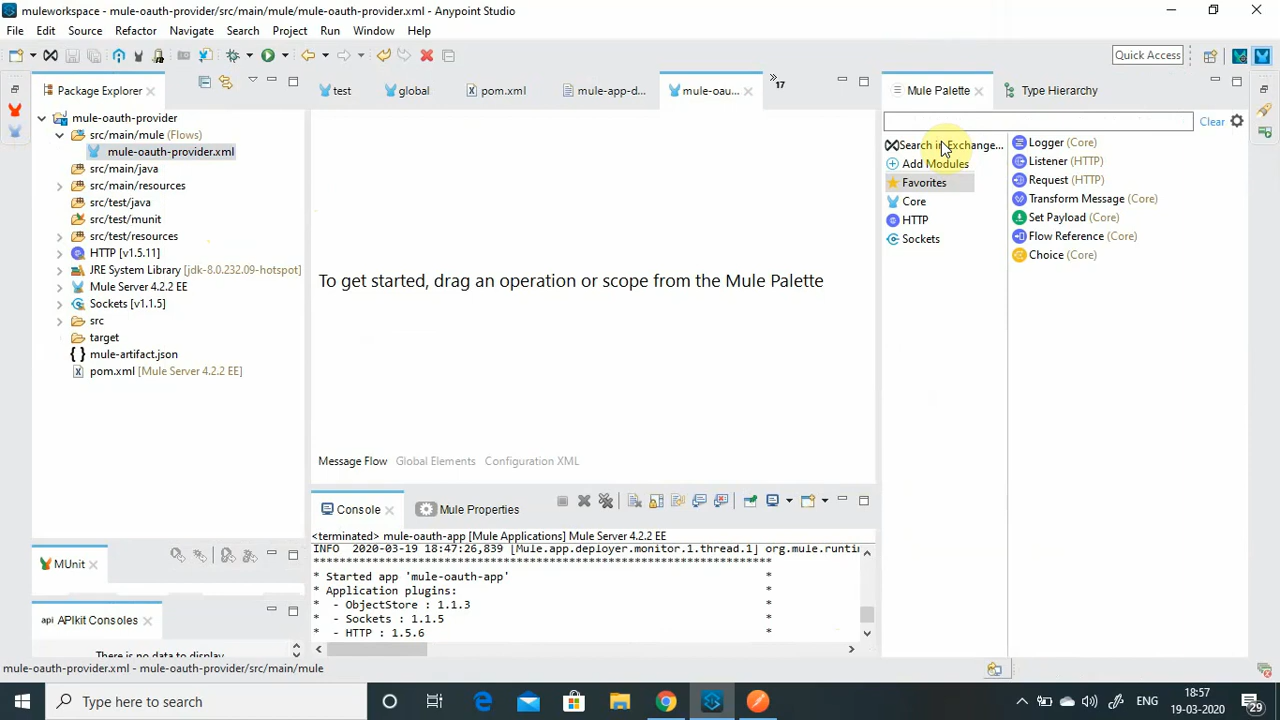 muleworkspace - mule-oauth-provider/src/main/mule/mule-oauth-provider.xml - Anypoint Studio
File Edit Source Refactor Navigate Search Project Run Window Help
Quick Access
Package Explorer
mule-oauth-provider
src/main/mule (Flows)
mule-oauth-provider.xml
src/main/java
src/main/resources
src/test/java
src/test/munit
src/test/resources
HTTP [v1.5.11]
JRE System Library [jdk-8.0.232.09-hotspot]
Mule Server 4.2.2 EE
Sockets [v1.1.5]
src
target
mule-artifact.json
pom.xml [Mule Server 4.2.2 EE]
MUnit
api APIkit Consoles
There is no data to display
test global pom.xml mule-app-d... mule-oau... »17
To get started, drag an operation or scope from the Mule Palette
Message Flow Global Elements Configuration XML
Console Mule Properties
<terminated> mule-oauth-app [Mule Applications] Mule Server 4.2.2 EE
INFO 2020-03-19 18:47:26,839 [Mule.app.deployer.monitor.1.thread.1] org.mule.runti
**********************************************************************
* Started app 'mule-oauth-app' *
* Application plugins: *
* - ObjectStore : 1.1.3 *
* - Sockets : 1.1.5 *
* - HTTP : 1.5.6 *
Mule Palette Type Hierarchy
Clear
Search in Exchange...
Add Modules
Favorites
Core
HTTP
Sockets
Logger (Core)
Listener (HTTP)
Request (HTTP)
Transform Message (Core)
Set Payload (Core)
Flow Reference (Core)
Choice (Core)
mule-oauth-provider.xml - mule-oauth-provider/src/main/mule
Type here to search
ENG
18:57
19-03-2020
29